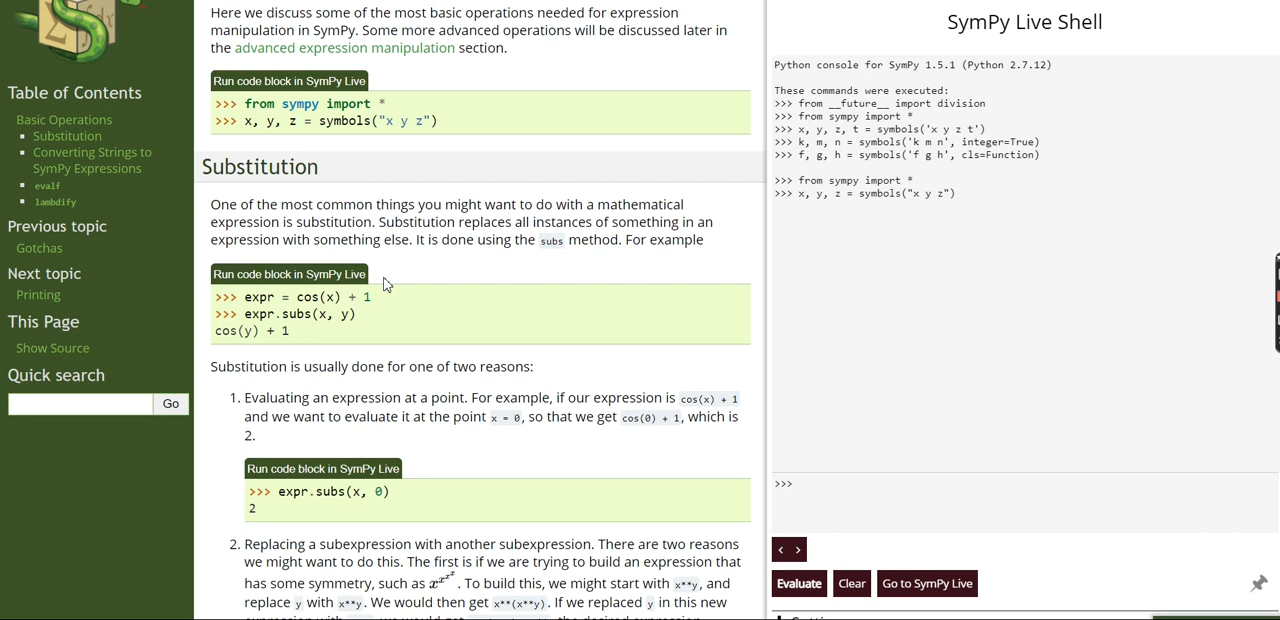 Table of Contents
Basic Operations
Substitution
Converting Strings to
SymPy Expressions
evalf
lambdify
Previous topic
Gotchas
Next topic
Printing
This Page
Show Source
Quick search
Go
Here we discuss some of the most basic operations needed for expression
manipulation in SymPy. Some more advanced operations will be discussed later in
the advanced expression manipulation section.
Run code block in SymPy Live
>>> from sympy import *
>>> x, y, z = symbols("x y z")
Substitution
One of the most common things you might want to do with a mathematical
expression is substitution. Substitution replaces all instances of something in an
expression with something else. It is done using the subs method. For example
Run code block in SymPy Live
>>> expr = cos(x) + 1
>>> expr.subs(x, y)
cos(y) + 1
Substitution is usually done for one of two reasons:
1. Evaluating an expression at a point. For example, if our expression is cos(x) + 1
and we want to evaluate it at the point x = 0, so that we get cos(0) + 1, which is
2.
Run code block in SymPy Live
>>> expr.subs(x, 0)
2
2. Replacing a subexpression with another subexpression. There are two reasons
we might want to do this. The first is if we are trying to build an expression that
has some symmetry, such as x^{x^{x^x}}. To build this, we might start with x**y, and
replace y with x**y. We would then get x**(x**y). If we replaced y in this new
SymPy Live Shell
Python console for SymPy 1.5.1 (Python 2.7.12)
These commands were executed:
>>> from __future__ import division
>>> from sympy import *
>>> x, y, z, t = symbols('x y z t')
>>> k, m, n = symbols('k m n', integer=True)
>>> f, g, h = symbols('f g h', cls=Function)
>>> from sympy import *
>>> x, y, z = symbols("x y z")
>>>
< >
Evaluate Clear Go to SymPy Live